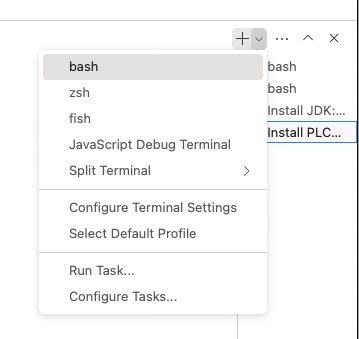 bash
zsh
fish
JavaScript Debug Terminal
Split Terminal
Configure Terminal Settings
Select Default Profile
Run Task...
Configure Tasks...
bash
bash
Install JDK:...
Install PLC...